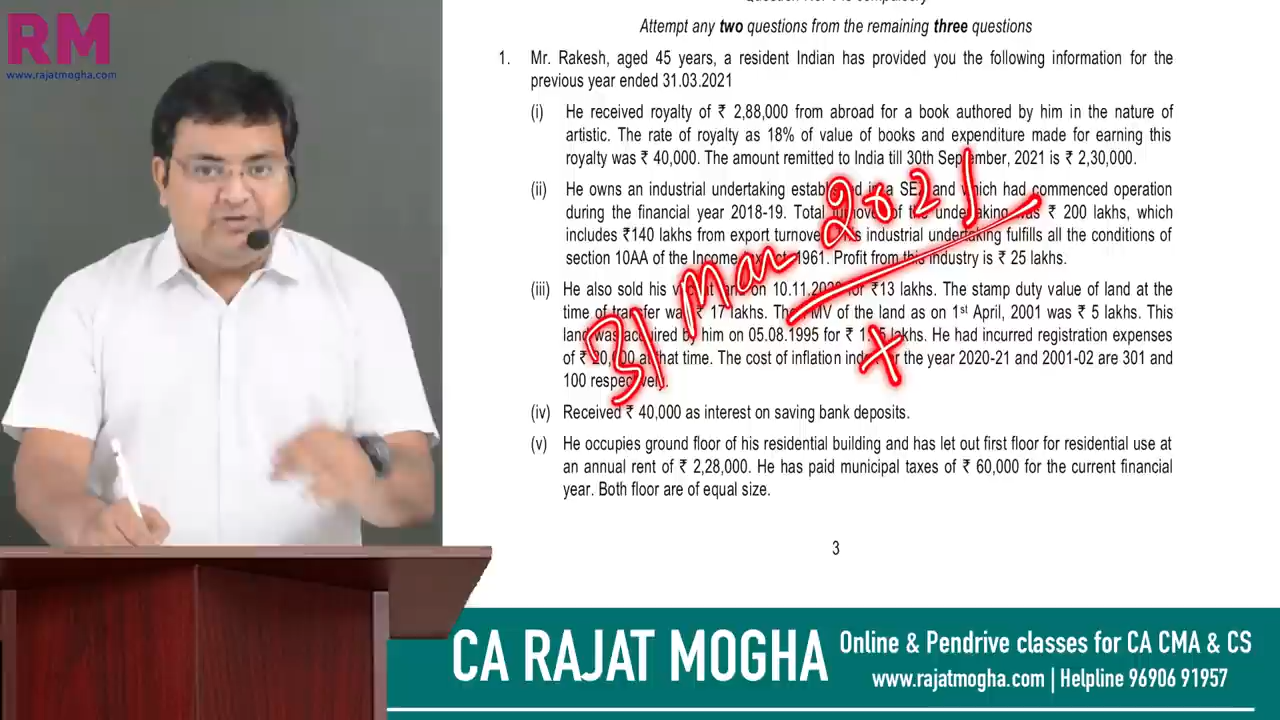 RM
www.rajatmogha.com
Attempt any two questions from the remaining three questions
1. Mr. Rakesh, aged 45 years, a resident Indian has provided you the following information for the
previous year ended 31.03.2021
(i) He received royalty of ₹ 2,88,000 from abroad for a book authored by him in the nature of
artistic. The rate of royalty as 18% of value of books and expenditure made for earning this
royalty was ₹ 40,000. The amount remitted to India till 30th September, 2021 is ₹ 2,30,000.
(ii) He owns an industrial undertaking established in a SEZ and which had commenced operation
during the financial year 2018-19. Total turnover of the undertaking was ₹ 200 lakhs, which
includes ₹140 lakhs from export turnover. This industrial undertaking fulfills all the conditions of
section 10AA of the Income 1961. Profit from this industry is ₹ 25 lakhs.
(iii) He also sold his land on 10.11.2020 for ₹13 lakhs. The stamp duty value of land at the
time of transfer was ₹ 17 lakhs. The FMV of the land as on 1st April, 2001 was ₹ 5 lakhs. This
land was acquired by him on 05.08.1995 for ₹ lakhs. He had incurred registration expenses
of ₹ at that time. The cost of inflation index for the year 2020-21 and 2001-02 are 301 and
100 respectively.
(iv) Received ₹ 40,000 as interest on saving bank deposits.
(v) He occupies ground floor of his residential building and has let out first floor for residential use at
an annual rent of ₹ 2,28,000. He has paid municipal taxes of ₹ 60,000 for the current financial
year. Both floor are of equal size.
31 Mar 2021
3
CA RAJAT MOGHA
Online & Pendrive classes for CA CMA & CS
www.rajatmogha.com | Helpline 96906 91957